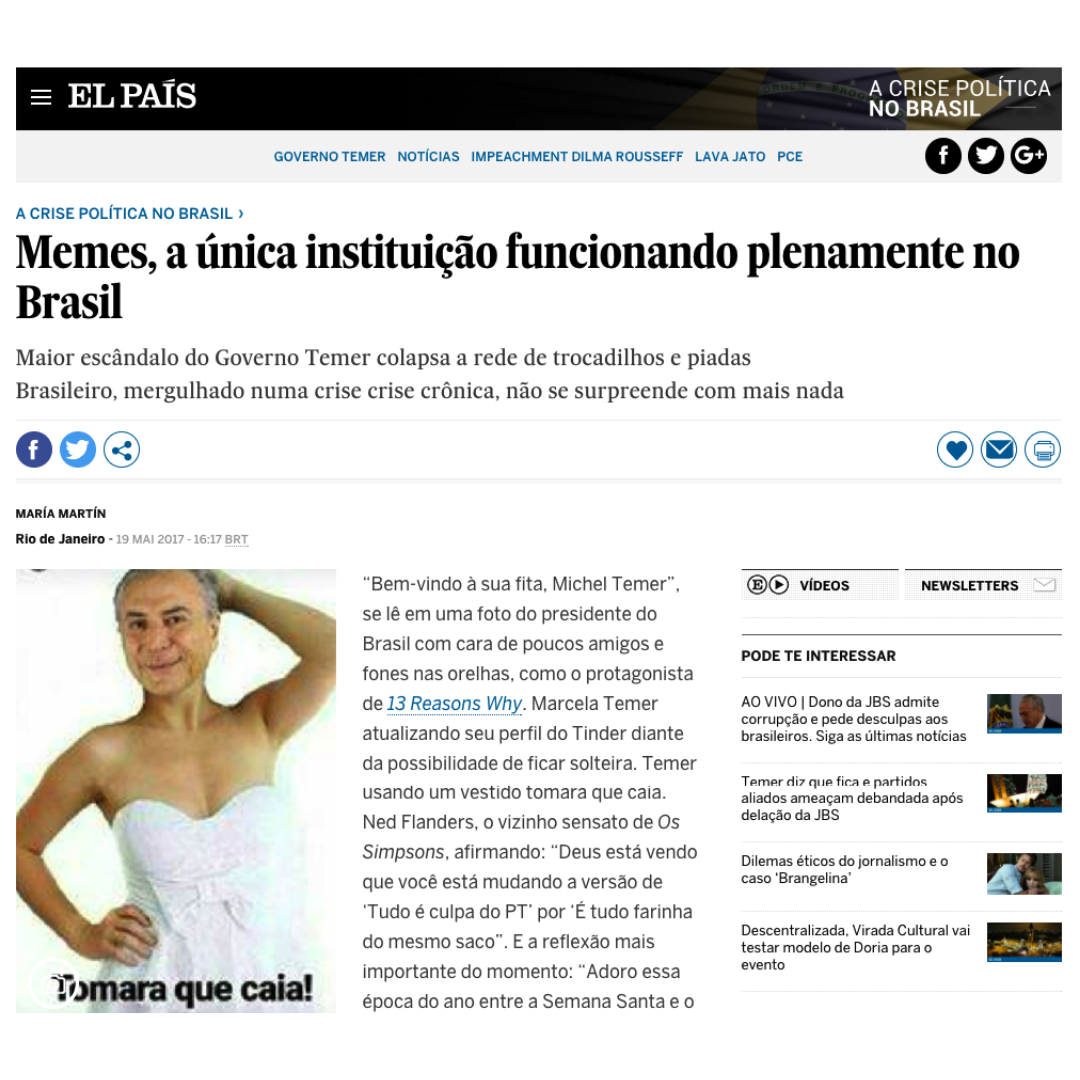 EL PAÍS
A CRISE POLÍTICA
NO BRASIL
GOVERNO TEMER NOTÍCIAS IMPEACHMENT DILMA ROUSSEFF LAVA JATO PCE
A CRISE POLÍTICA NO BRASIL ›
Memes, a única instituição funcionando plenamente no
Brasil
Maior escândalo do Governo Temer colapsa a rede de trocadilhos e piadas
Brasileiro, mergulhado numa crise crise crônica, não se surpreende com mais nada
MARÍA MARTÍN
Rio de Janeiro - 19 MAI 2017 - 16:17 BRT
Tomara que caia!
“Bem-vindo à sua fita, Michel Temer”,
se lê em uma foto do presidente do
Brasil com cara de poucos amigos e
fones nas orelhas, como o protagonista
de 13 Reasons Why. Marcela Temer
atualizando seu perfil do Tinder diante
da possibilidade de ficar solteira. Temer
usando um vestido tomara que caia.
Ned Flanders, o vizinho sensato de Os
Simpsons, afirmando: “Deus está vendo
que você está mudando a versão de
‘Tudo é culpa do PT’ por ‘É tudo farinha
do mesmo saco”. E a reflexão mais
importante do momento: “Adoro essa
época do ano entre a Semana Santa e o
VÍDEOS
NEWSLETTERS
PODE TE INTERESSAR
AO VIVO | Dono da JBS admite
corrupção e pede desculpas aos
brasileiros. Siga as últimas notícias
Temer diz que fica e partidos
aliados ameaçam debandada após
delação da JBS
Dilemas éticos do jornalismo e o
caso ‘Brangelina’
Descentralizada, Virada Cultural vai
testar modelo de Doria para o
evento